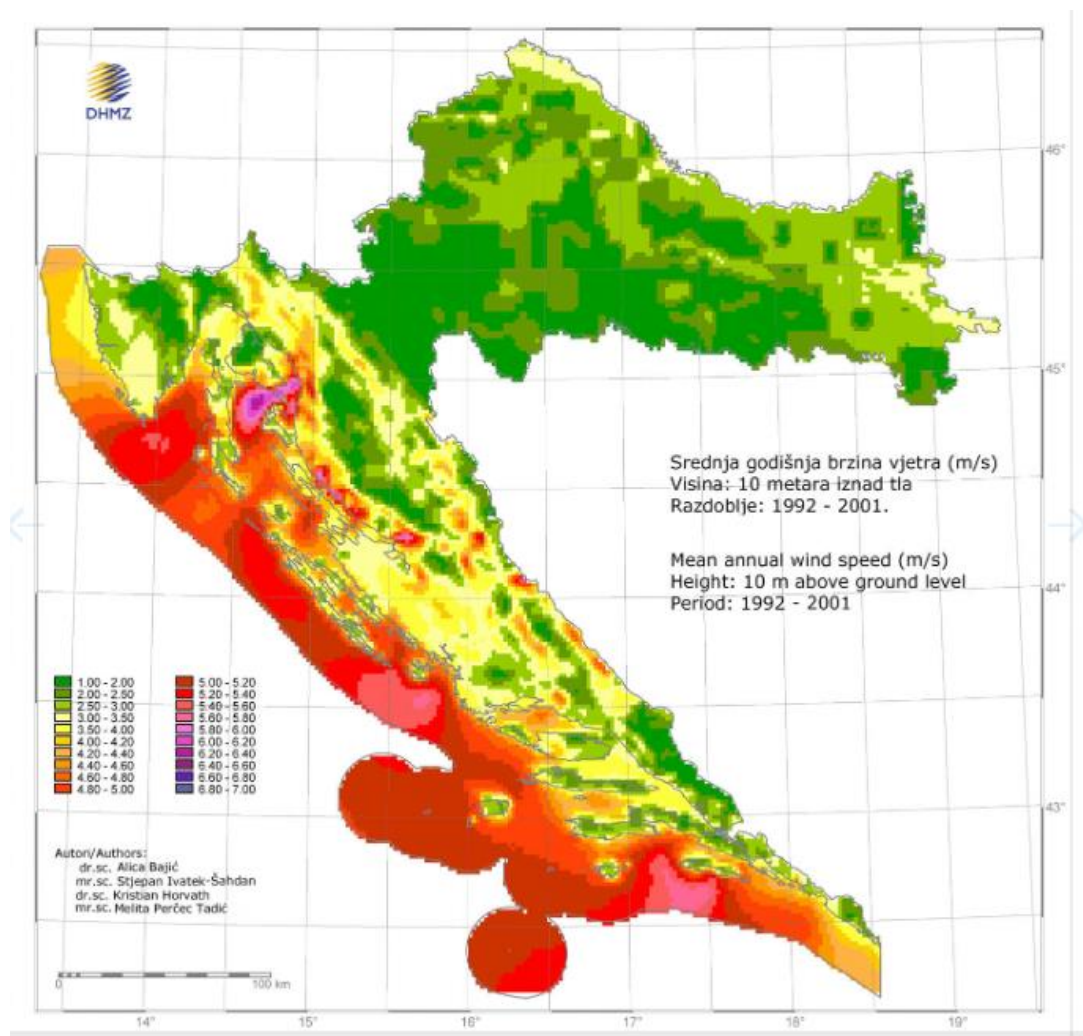 DHMZ
46°
45°
Srednja godišnja brzina vjetra (m/s)
Visina: 10 metara iznad tla
Razdoblje: 1992 - 2001.
Mean annual wind speed (m/s)
Height: 10 m above ground level
Period: 1992 - 2001
44°
1.00 - 2.00
2.00 - 2.50
2.50 - 3.00
3.00 - 3.50
3.50 - 4.00
4.00 - 4.20
4.20 - 4.40
4.40 - 4.60
4.60 - 4.80
4.80 - 5.00
5.00 - 5.20
5.20 - 5.40
5.40 - 5.60
5.60 - 5.80
5.80 - 6.00
6.00 - 6.20
6.20 - 6.40
6.40 - 6.60
6.60 - 6.80
6.80 - 7.00
43°
Autori/Authors:
dr.sc. Alica Bajić
mr.sc. Stjepan Ivatek-Šahdan
dr.sc. Kristian Horvath
mr.sc. Melita Perčec Tadić
0 100 km
14° 15° 16° 17° 18° 19°